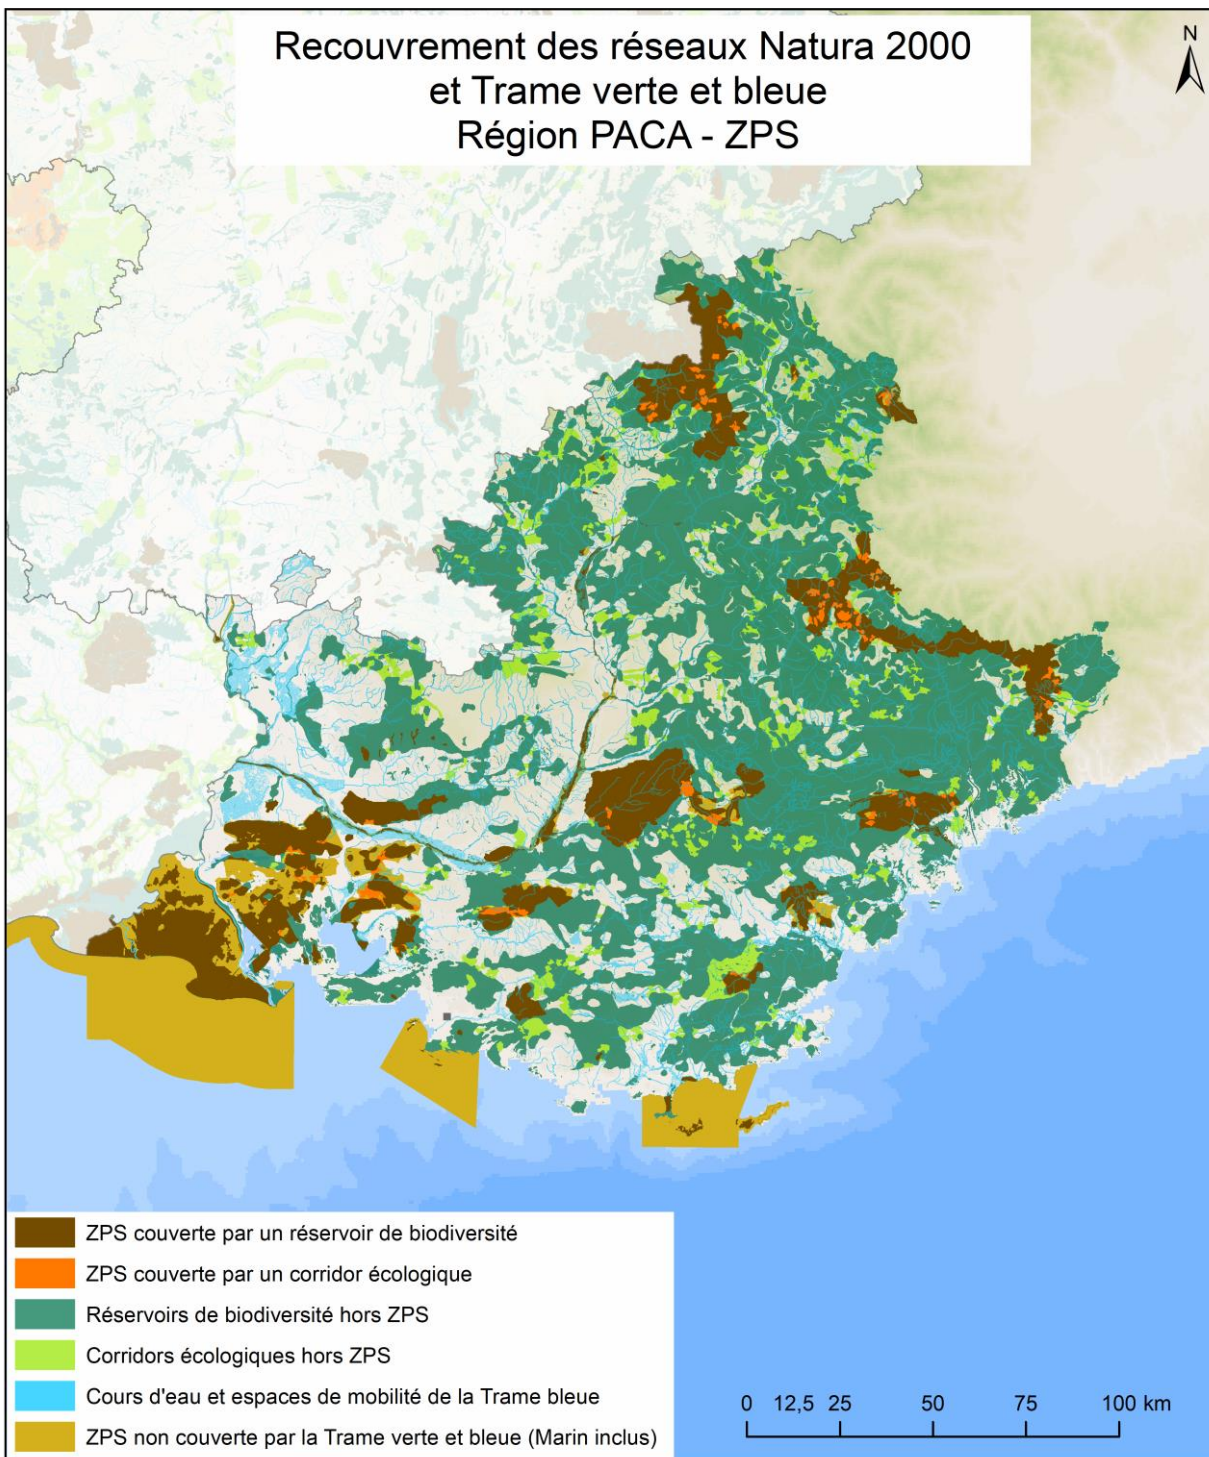 Recouvrement des réseaux Natura 2000
et Trame verte et bleue
Région PACA - ZPS
N
ZPS couverte par un réservoir de biodiversité
ZPS couverte par un corridor écologique
Réservoirs de biodiversité hors ZPS
Corridors écologiques hors ZPS
Cours d'eau et espaces de mobilité de la Trame bleue
ZPS non couverte par la Trame verte et bleue (Marin inclus)
0 12,5 25 50 75 100 km